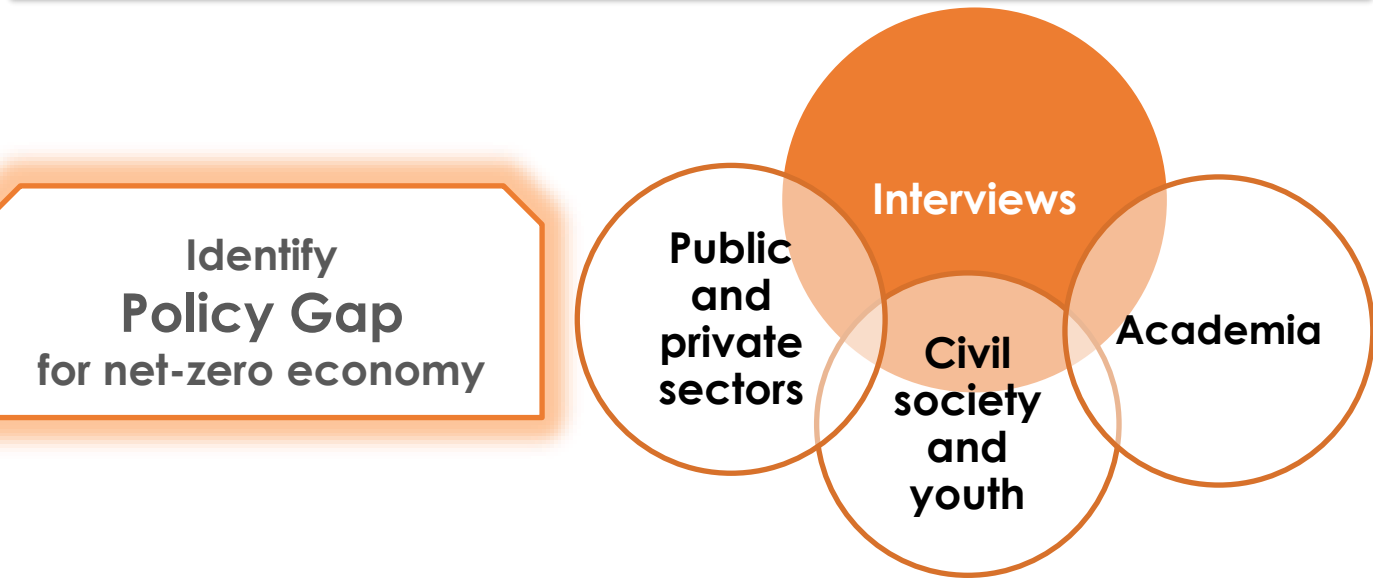 Identify
Policy Gap
for net-zero economy
Interviews
Public
and
private
sectors
Civil
society
and
youth
Academia